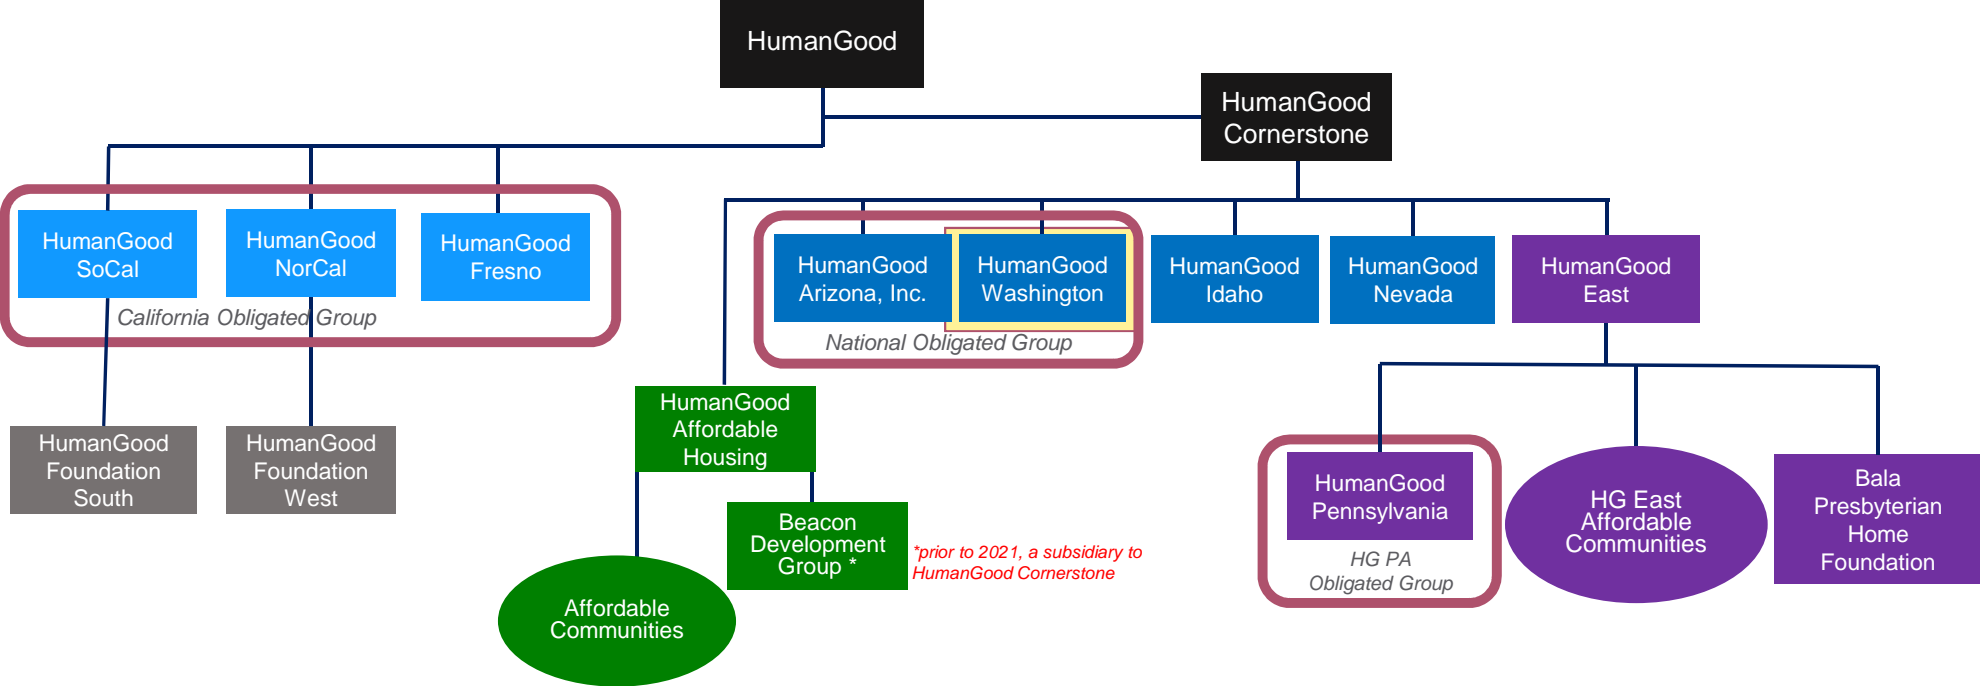 HumanGood
HumanGood
Cornerstone
HumanGood
SoCal
HumanGood
NorCal
HumanGood
Fresno
California Obligated Group
HumanGood
Arizona, Inc.
HumanGood
Washington
National Obligated Group
HumanGood
Idaho
HumanGood
Nevada
HumanGood
East
HumanGood
Foundation
South
HumanGood
Foundation
West
HumanGood
Affordable
Housing
Beacon
Development
Group *
*prior to 2021, a subsidiary to
HumanGood Cornerstone
Affordable
Communities
HumanGood
Pennsylvania
HG PA
Obligated Group
HG East
Affordable
Communities
Bala
Presbyterian
Home
Foundation